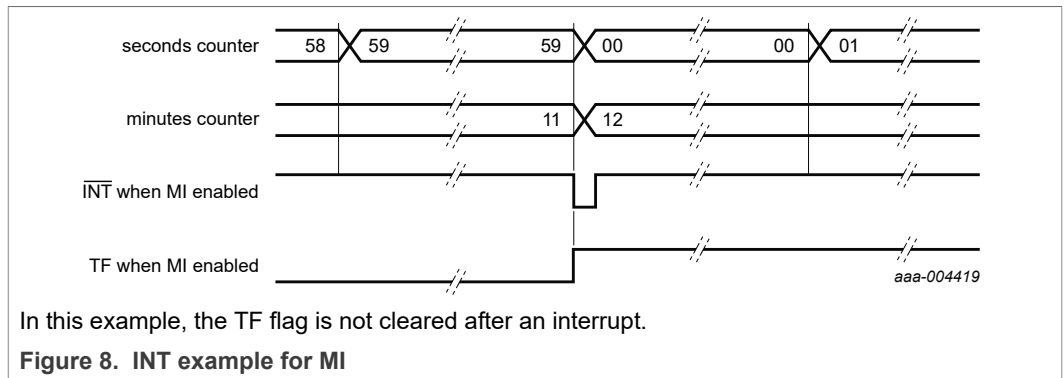 seconds counter 58 59 59 00 00 01
minutes counter 11 12
INT when MI enabled
TF when MI enabled
aaa-004419
In this example, the TF flag is not cleared after an interrupt.
Figure 8. INT example for MI